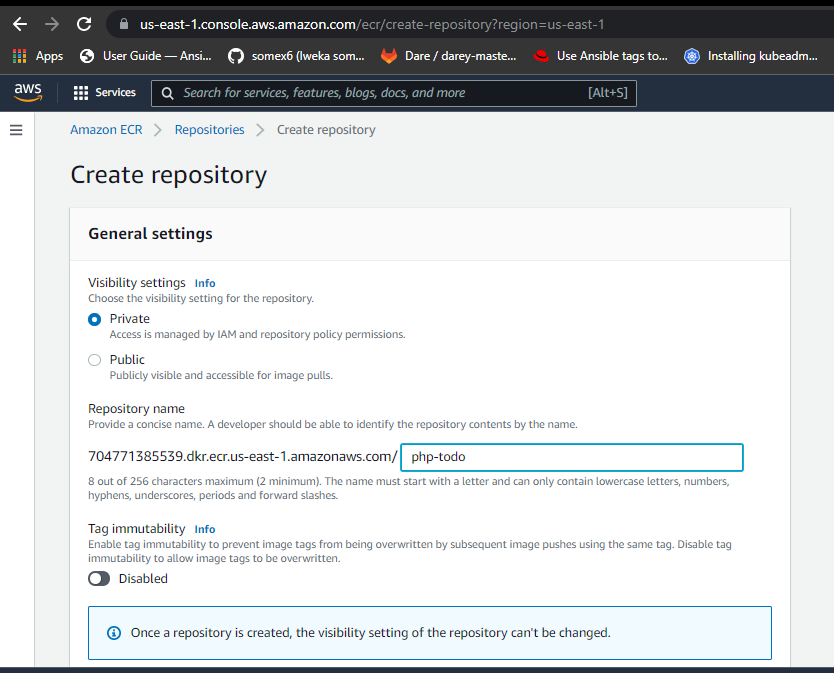 us-east-1.console.aws.amazon.com/ecr/create-repository?region=us-east-1
Apps
User Guide — Ansi...
somex6 (Iweka som...
Dare / darey-maste...
Use Ansible tags to...
Installing kubeadm...
aws
Services
Search for services, features, blogs, docs, and more
[Alt+S]
Amazon ECR
Repositories
Create repository
Create repository
General settings
Visibility settings Info
Choose the visibility setting for the repository.
Private
Access is managed by IAM and repository policy permissions.
Public
Publicly visible and accessible for image pulls.
Repository name
Provide a concise name. A developer should be able to identify the repository contents by the name.
704771385539.dkr.ecr.us-east-1.amazonaws.com/ php-todo
8 out of 256 characters maximum (2 minimum). The name must start with a letter and can only contain lowercase letters, numbers,
hyphens, underscores, periods and forward slashes.
Tag immutability Info
Enable tag immutability to prevent image tags from being overwritten by subsequent image pushes using the same tag. Disable tag
immutability to allow image tags to be overwritten.
Disabled
Once a repository is created, the visibility setting of the repository can't be changed.